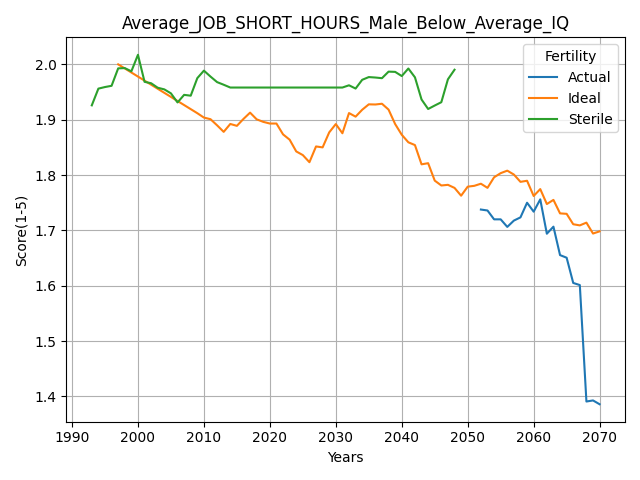 Average_JOB_SHORT_HOURS_Male_Below_Average_IQ
Fertility
Actual
Ideal
Sterile
Score(1-5)
2.0
1.9
1.8
1.7
1.6
1.5
1.4
1990 2000 2010 2020 2030 2040 2050 2060 2070
Years